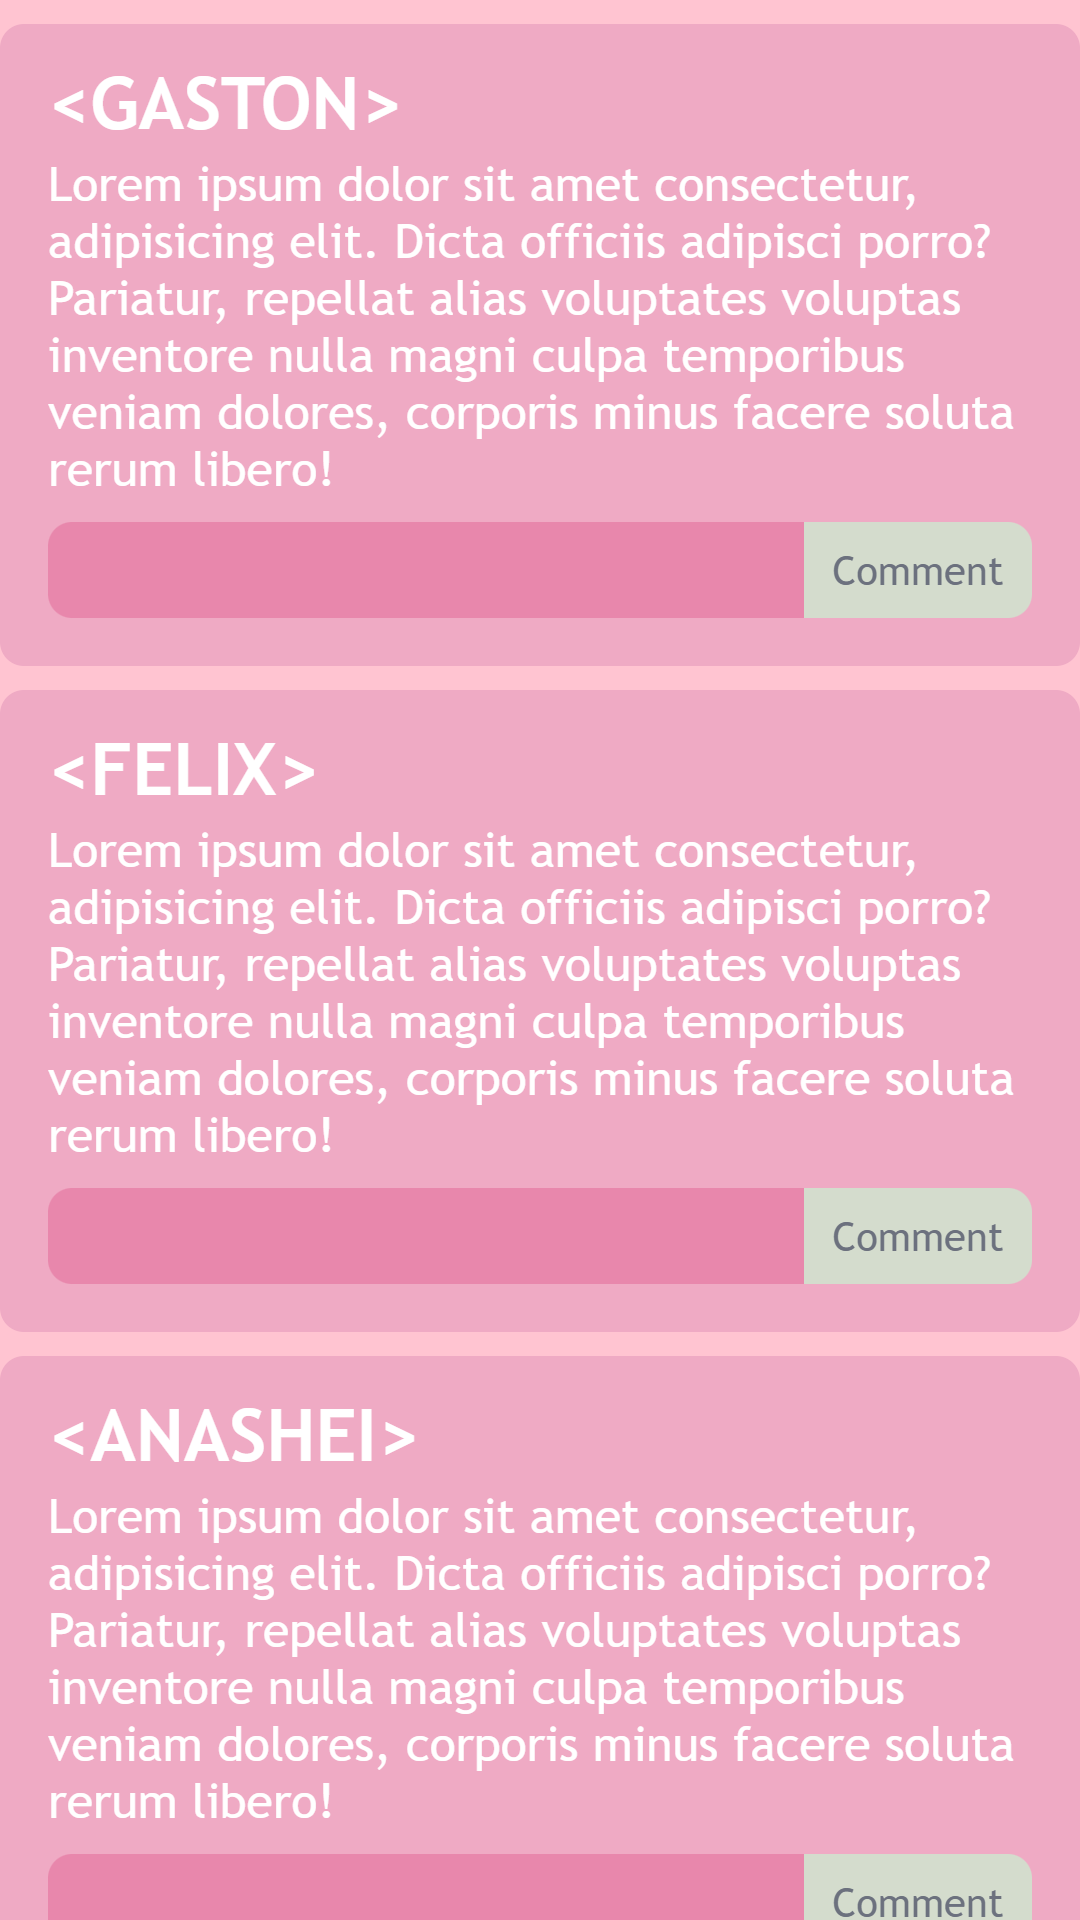 <GASTON>
Lorem ipsum dolor sit amet consectetur,
adipisicing elit. Dicta officiis adipisci porro?
Pariatur, repellat alias voluptates voluptas
inventore nulla magni culpa temporibus
veniam dolores, corporis minus facere soluta
rerum libero!
Comment
<FELIX>
Lorem ipsum dolor sit amet consectetur,
adipisicing elit. Dicta officiis adipisci porro?
Pariatur, repellat alias voluptates voluptas
inventore nulla magni culpa temporibus
veniam dolores, corporis minus facere soluta
rerum libero!
Comment
<ANASHEI>
Lorem ipsum dolor sit amet consectetur,
adipisicing elit. Dicta officiis adipisci porro?
Pariatur, repellat alias voluptates voluptas
inventore nulla magni culpa temporibus
veniam dolores, corporis minus facere soluta
rerum libero!
Comment